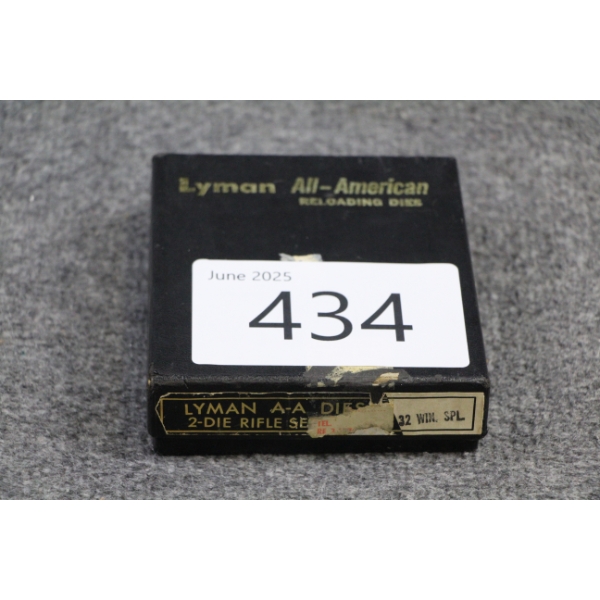 Lyman All-American
RELOADING DIES
June 2025
434
LYMAN A-A DIES
2-DIE RIFLE SE
32 WIN. SPL.